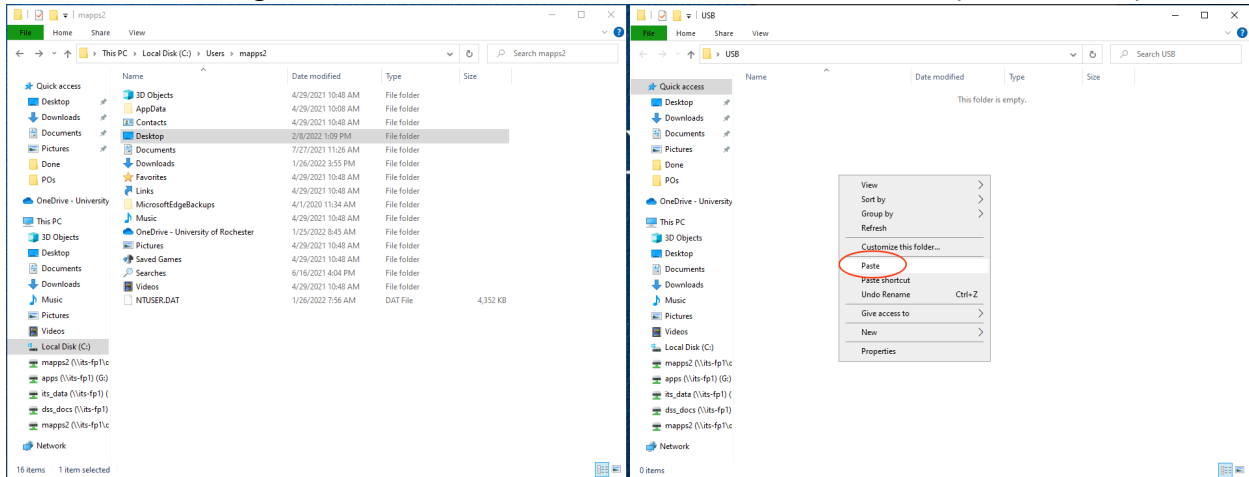 mapps2
File Home Share View
This PC > Local Disk (C:) > Users > mapps2
Search mapps2
Name Date modified Type Size
Quick access
Desktop
Downloads
Documents
Pictures
Done
POs
OneDrive - University
This PC
3D Objects
Desktop
Documents
Downloads
Music
Pictures
Videos
Local Disk (C:)
mapps2 (\\its-fp1\c
apps (\\its-fp1) (G:)
its_data (\\its-fp1) (
dss_docs (\\its-fp1)
mapps2 (\\its-fp1\c
Network
3D Objects 4/29/2021 10:48 AM File folder
AppData 4/29/2021 10:08 AM File folder
Contacts 4/29/2021 10:48 AM File folder
Desktop 2/8/2022 1:09 PM File folder
Documents 7/27/2021 11:26 AM File folder
Downloads 1/26/2022 3:55 PM File folder
Favorites 4/29/2021 10:48 AM File folder
Links 4/29/2021 10:48 AM File folder
MicrosoftEdgeBackups 4/1/2020 11:34 AM File folder
Music 4/29/2021 10:48 AM File folder
OneDrive - University of Rochester 1/25/2022 8:45 AM File folder
Pictures 4/29/2021 10:48 AM File folder
Saved Games 4/29/2021 10:48 AM File folder
Searches 6/16/2021 4:04 PM File folder
Videos 4/29/2021 10:48 AM File folder
NTUSER.DAT 1/26/2022 7:56 AM DAT File 4,352 KB
16 items 1 item selected
USB
File Home Share View
USB
Search USB
Name Date modified Type Size
This folder is empty.
Quick access
Desktop
Downloads
Documents
Pictures
Done
POs
OneDrive - University
This PC
3D Objects
Desktop
Documents
Downloads
Music
Pictures
Videos
Local Disk (C:)
mapps2 (\\its-fp1\c
apps (\\its-fp1) (G:)
its_data (\\its-fp1) (
dss_docs (\\its-fp1)
mapps2 (\\its-fp1\c
Network
View
Sort by
Group by
Refresh
Customize this folder...
Paste
Paste shortcut
Undo Rename Ctrl+Z
Give access to
New
Properties
0 items